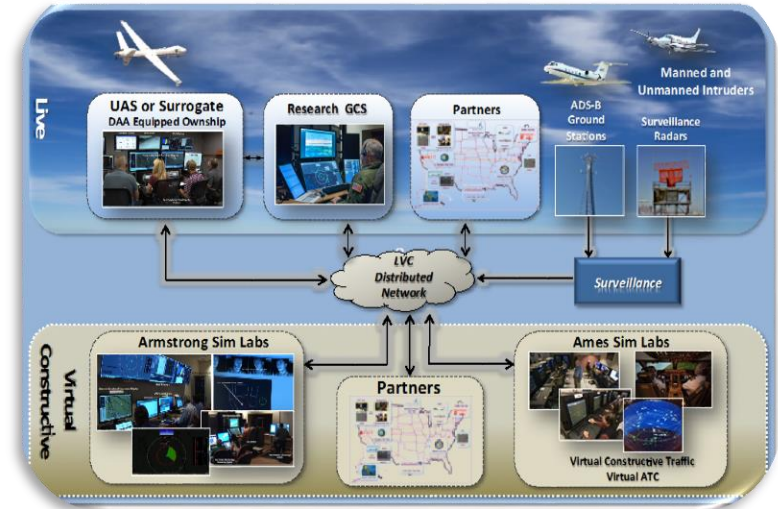 Live
UAS or Surrogate
DAA Equipped Ownship
Research GCS
Partners
ADS-B
Ground
Stations
Manned and
Unmanned Intruders
Surveillance
Radars
LVC
Distributed
Network
Surveillance
Virtual
Constructive
Armstrong Sim Labs
Partners
Ames Sim Labs
Virtual Constructive Traffic
Virtual ATC